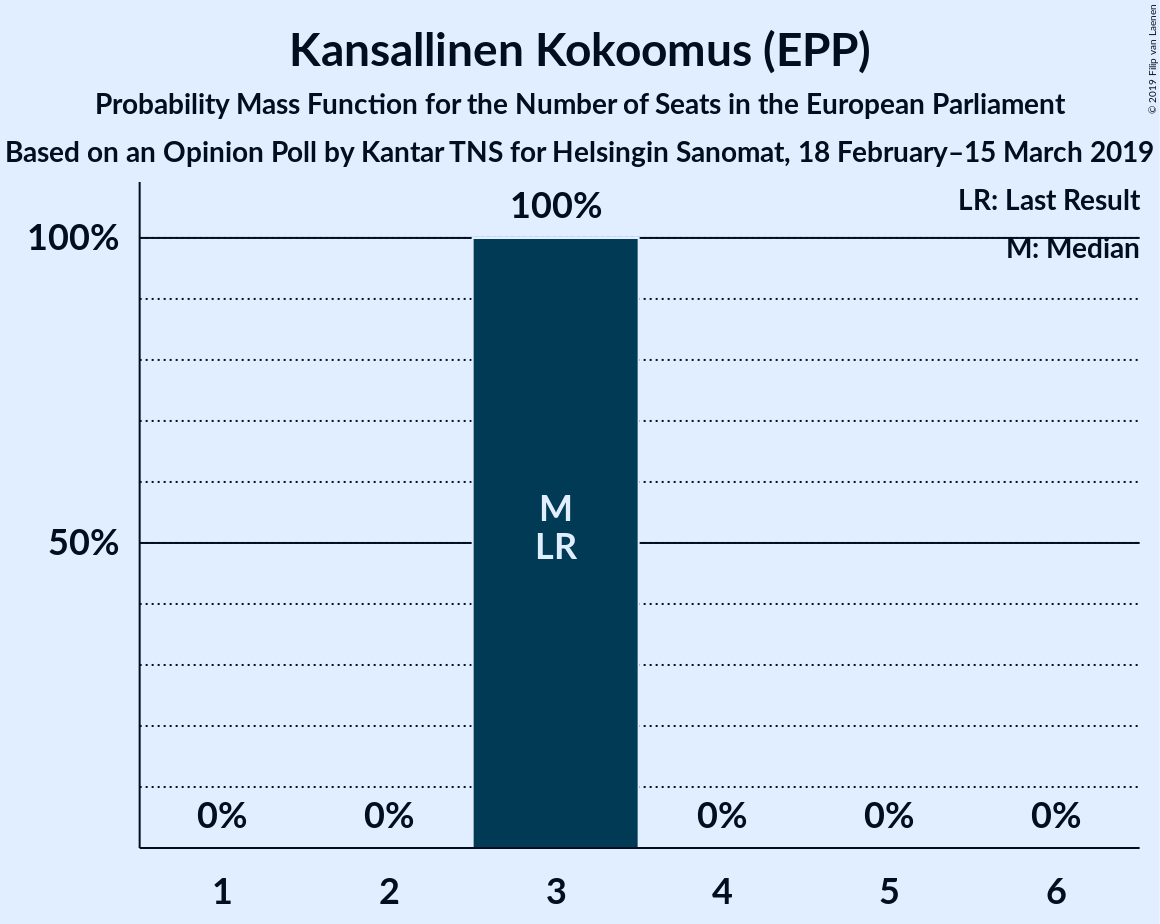 Kansallinen Kokoomus (EPP)
Probability Mass Function for the Number of Seats in the European Parliament
Based on an Opinion Poll by Kantar TNS for Helsingin Sanomat, 18 February–15 March 2019
© 2019 Filip van Laenen
LR: Last Result
M: Median
100%
100%
50%
M
LR
0%
0%
0%
0%
0%
1
2
3
4
5
6